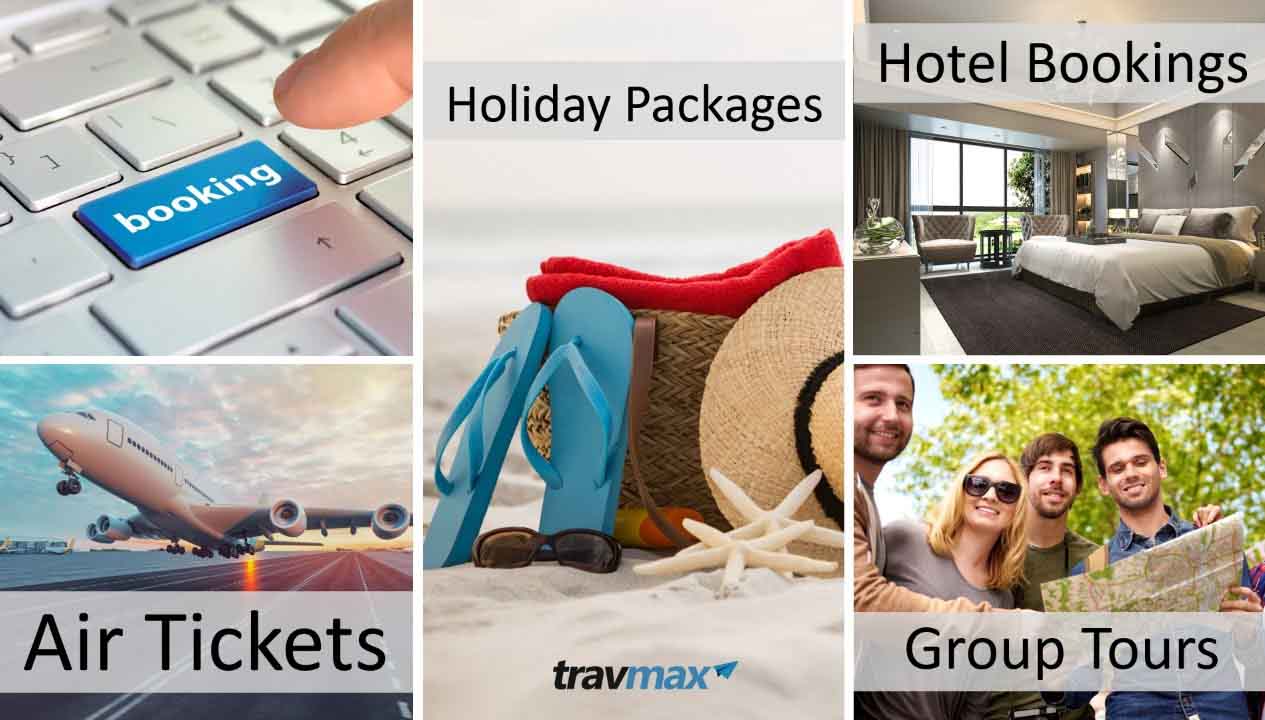 booking
Air Tickets
Holiday Packages
travmax
Hotel Bookings
Group Tours